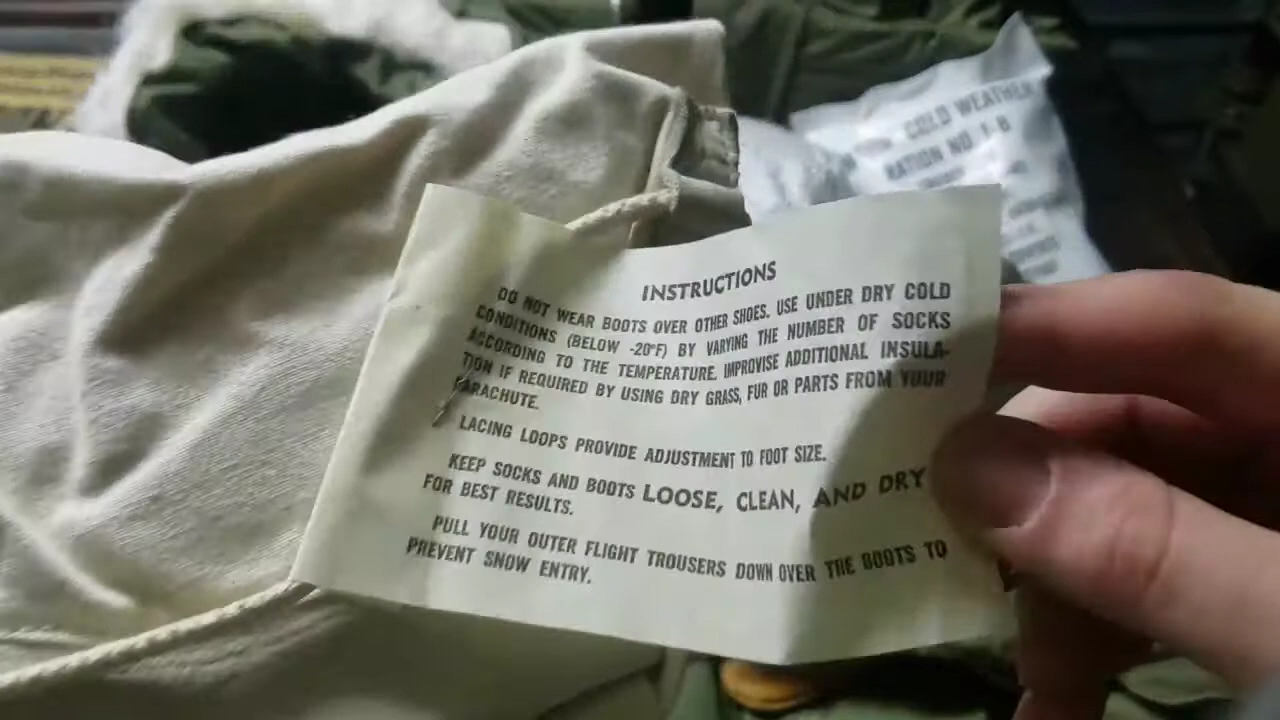 COLD WEATHER
RATION NO 1 B
INSTRUCTIONS
DO NOT WEAR BOOTS OVER OTHER SHOES. USE UNDER DRY COLD
CONDITIONS (BELOW -20°F) BY VARYING THE NUMBER OF SOCKS
ACCORDING TO THE TEMPERATURE. IMPROVISE ADDITIONAL INSULA-
TION IF REQUIRED BY USING DRY GRASS, FUR OR PARTS FROM YOUR
PARACHUTE.
LACING LOOPS PROVIDE ADJUSTMENT TO FOOT SIZE.
KEEP SOCKS AND BOOTS LOOSE, CLEAN, AND DRY
FOR BEST RESULTS.
PULL YOUR OUTER FLIGHT TROUSERS DOWN OVER THE BOOTS TO
PREVENT SNOW ENTRY.